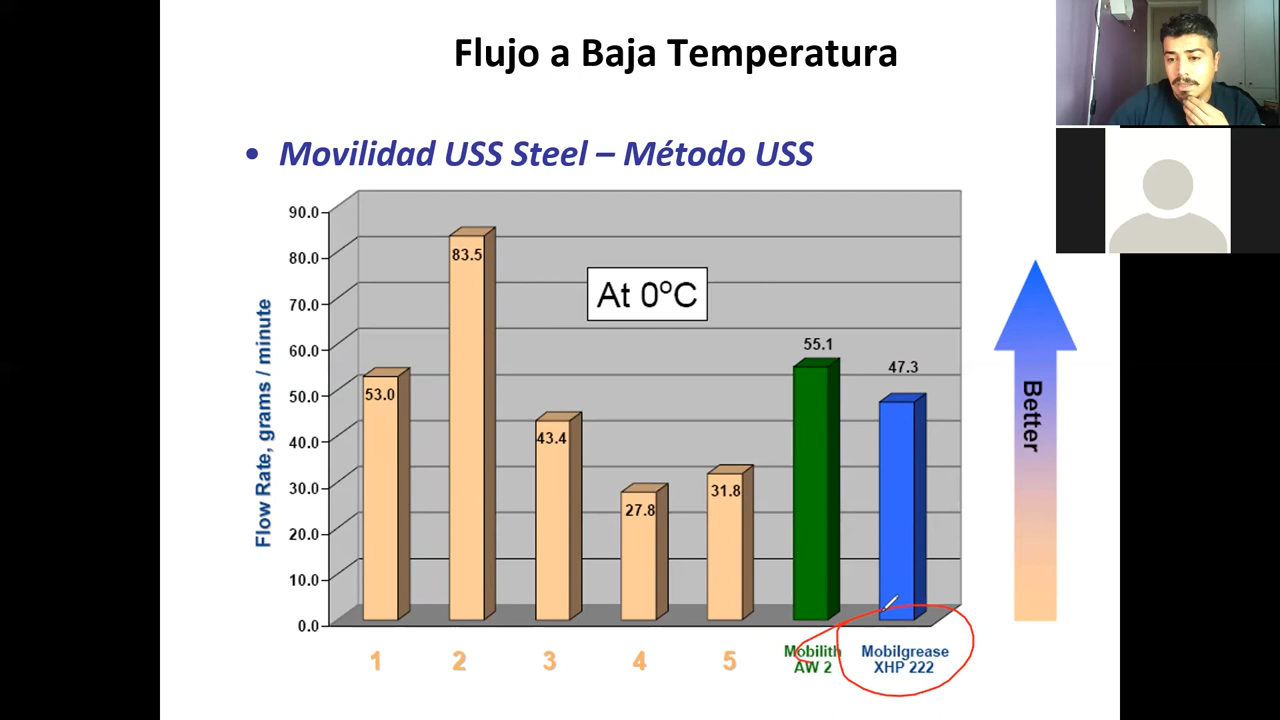 Flujo a Baja Temperatura
• Movilidad USS Steel – Método USS
90.0
80.0
70.0
60.0
50.0
40.0
30.0
20.0
10.0
0.0
Flow Rate, grams / minute
At 0ºC
53.0
83.5
43.4
27.8
31.8
55.1
47.3
1
2
3
4
5
Mobilith
AW 2
Mobilgrease
XHP 222
Better